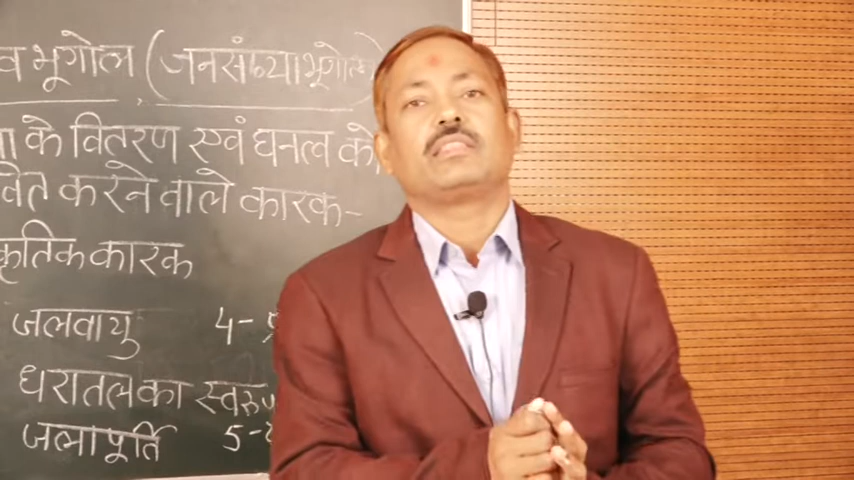 व भूगोल (जनसंख्या भूगोल)
के वितरण एवं घनत्व को
करने वाले कारक-
कारक
जलवायु 4-
धरातल का स्वरूप
जलापूर्ति 5-